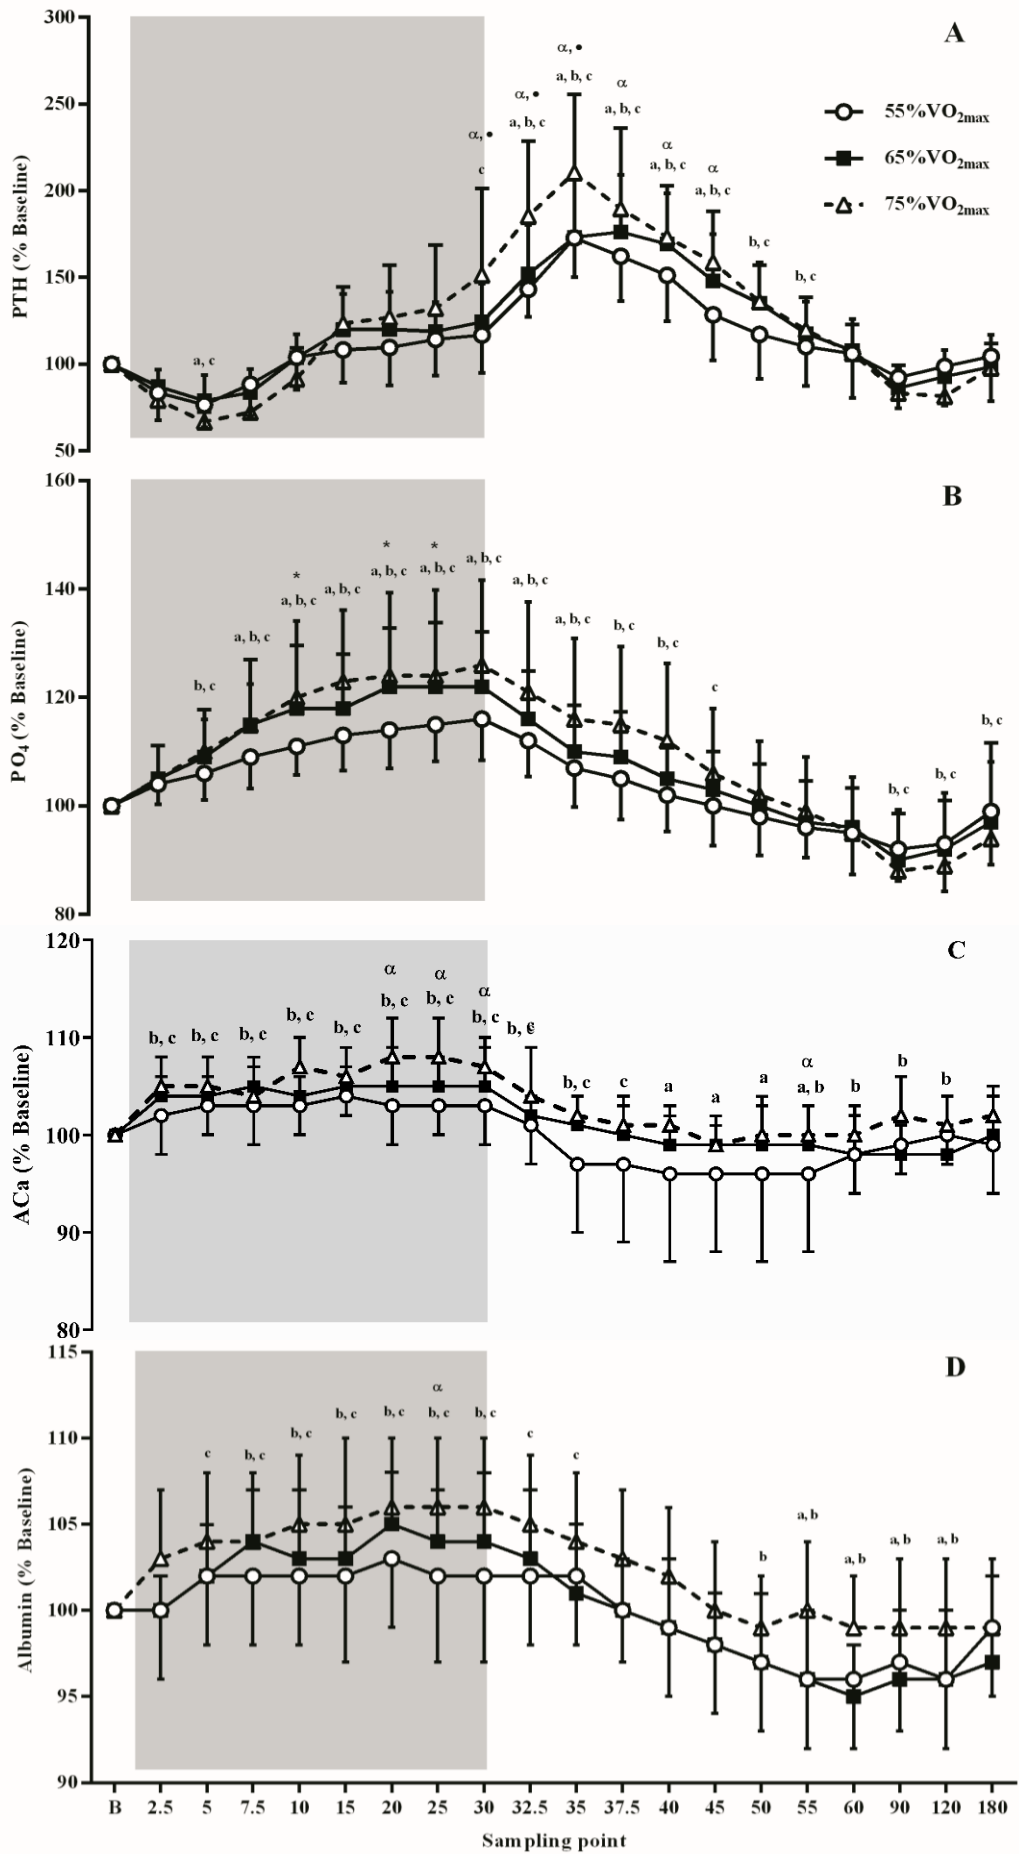 300
250
200
150
100
50
PTH (% Baseline)
A
55%VO2max
65%VO2max
75%VO2max
a, c
α, •
c
α, •
a, b, c
α, •
a, b, c
α
a, b, c
α
a, b, c
α
a, b, c
b, c
b, c
160
140
120
100
80
PO4 (% Baseline)
B
b, c
a, b, c
*
a, b, c
a, b, c
*
a, b, c
*
a, b, c
a, b, c
a, b, c
a, b, c
b, c
b, c
c
b, c
b, c
b, c
120
110
100
90
80
ACa (% Baseline)
C
b, c
b, c
b, c
b, c
b, c
α
b, c
α
b, c
α
b, c
b, c
b, c
c
a
a
a
α
a, b
b
b
b
115
110
105
100
95
90
Albumin (% Baseline)
D
c
b, c
b, c
b, c
b, c
α
b, c
b, c
c
c
b
a, b
a, b
a, b
a, b
B 2.5 5 7.5 10 15 20 25 30 32.5 35 37.5 40 45 50 55 60 90 120 180
Sampling point